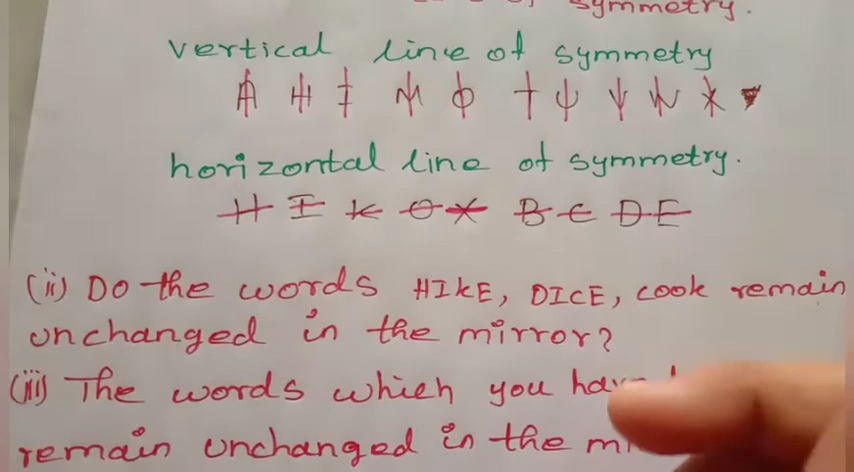 symmetry.
vertical line of symmetry
A H I M O T U V W X Y
horizontal line of symmetry.
H I K O X B C D E
(ii) Do the words HIKE, DICE, cook remain
unchanged in the mirror?
(iii) The words which you have
remain unchanged in the